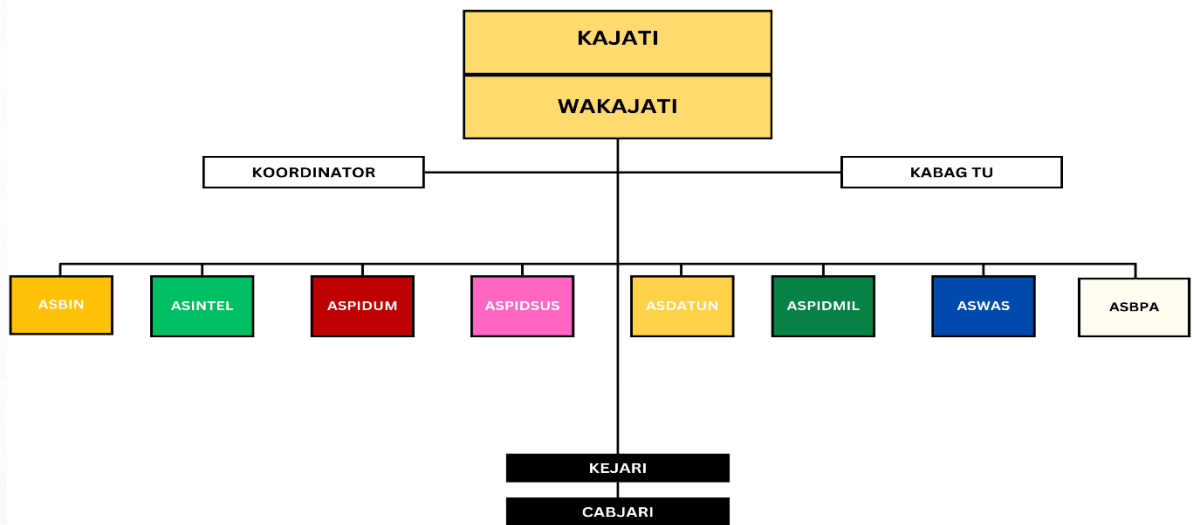 KAJATI
WAKAJATI
KOORDINATOR
KABAG TU
ASBIN
ASINTEL
ASPIDUM
ASPIDSUS
ASDATUN
ASPIDMIL
ASWAS
ASBPA
KEJARI
CABJARI